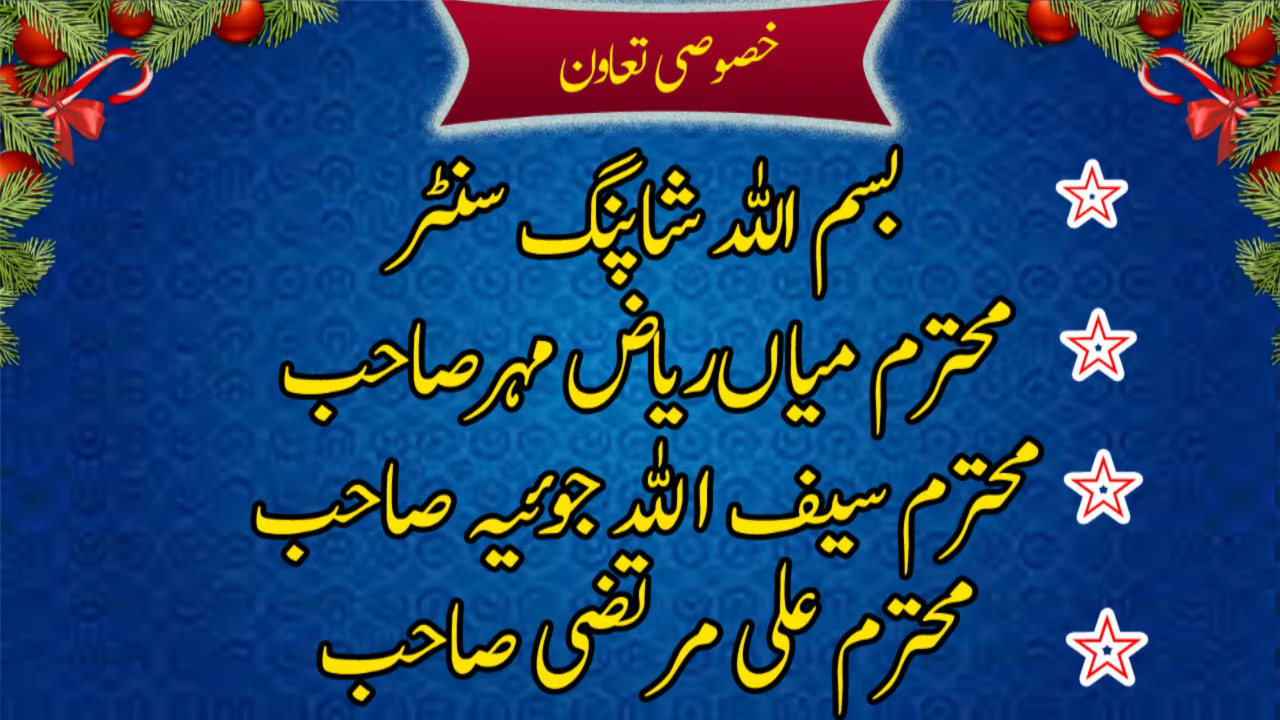 خصوصی تعاون
بسم اللہ شاپنگ سنٹر
محترم میاں ریاض مہر صاحب
محترم سیف اللہ جوئیہ صاحب
محترم علی مرتضی صاحب